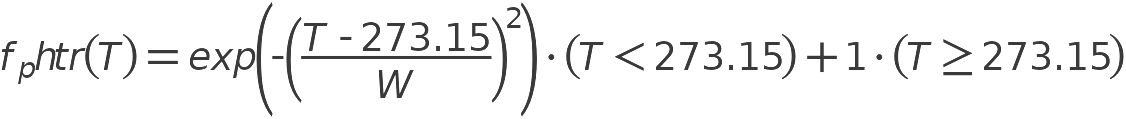 f_phtr(T) = exp(-((T - 273.15)/W)^2) · (T < 273.15) + 1 · (T ≥ 273.15)